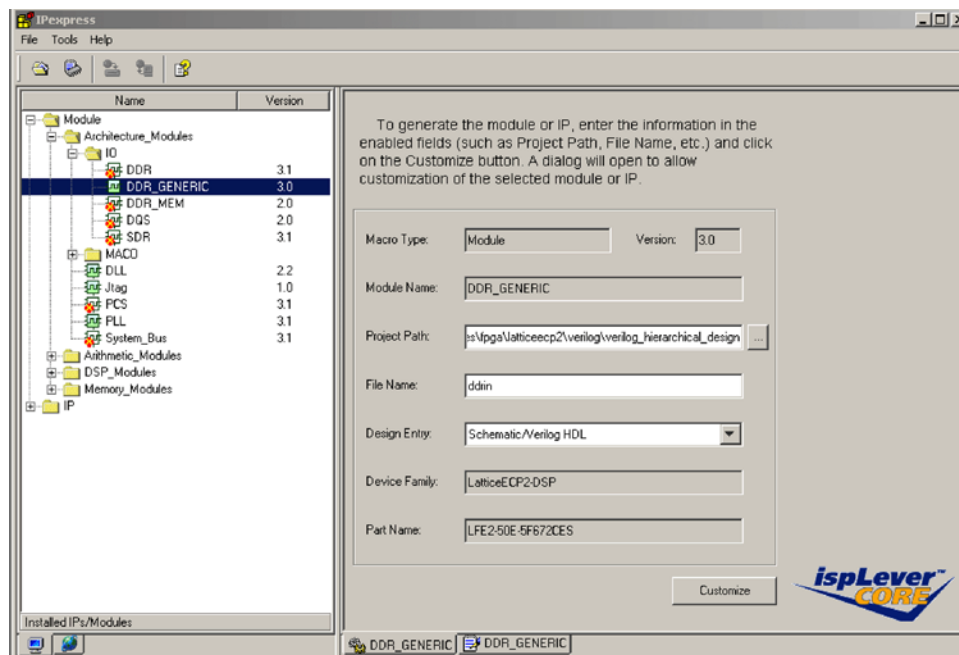 IPexpress
File Tools Help
Name Version
Module
Architecture_Modules
IO
DDR 3.1
DDR_GENERIC 3.0
DDR_MEM 2.0
DQS 2.0
SDR 3.1
MACO
DLL 2.2
Jtag 1.0
PCS 3.1
PLL 3.1
System_Bus 3.1
Arithmetic_Modules
DSP_Modules
Memory_Modules
IP
Installed IPs/Modules
To generate the module or IP, enter the information in the
enabled fields (such as Project Path, File Name, etc.) and click
on the Customize button. A dialog will open to allow
customization of the selected module or IP.
Macro Type: Module Version: 3.0
Module Name: DDR_GENERIC
Project Path: es\fpga\latticeecp2\verilog\verilog_hierarchical_design ...
File Name: ddrin
Design Entry: Schematic/Verilog HDL
Device Family: LatticeECP2-DSP
Part Name: LFE2-50E-5F672CES
Customize
ispLever™
CORE
DDR_GENERIC DDR_GENERIC